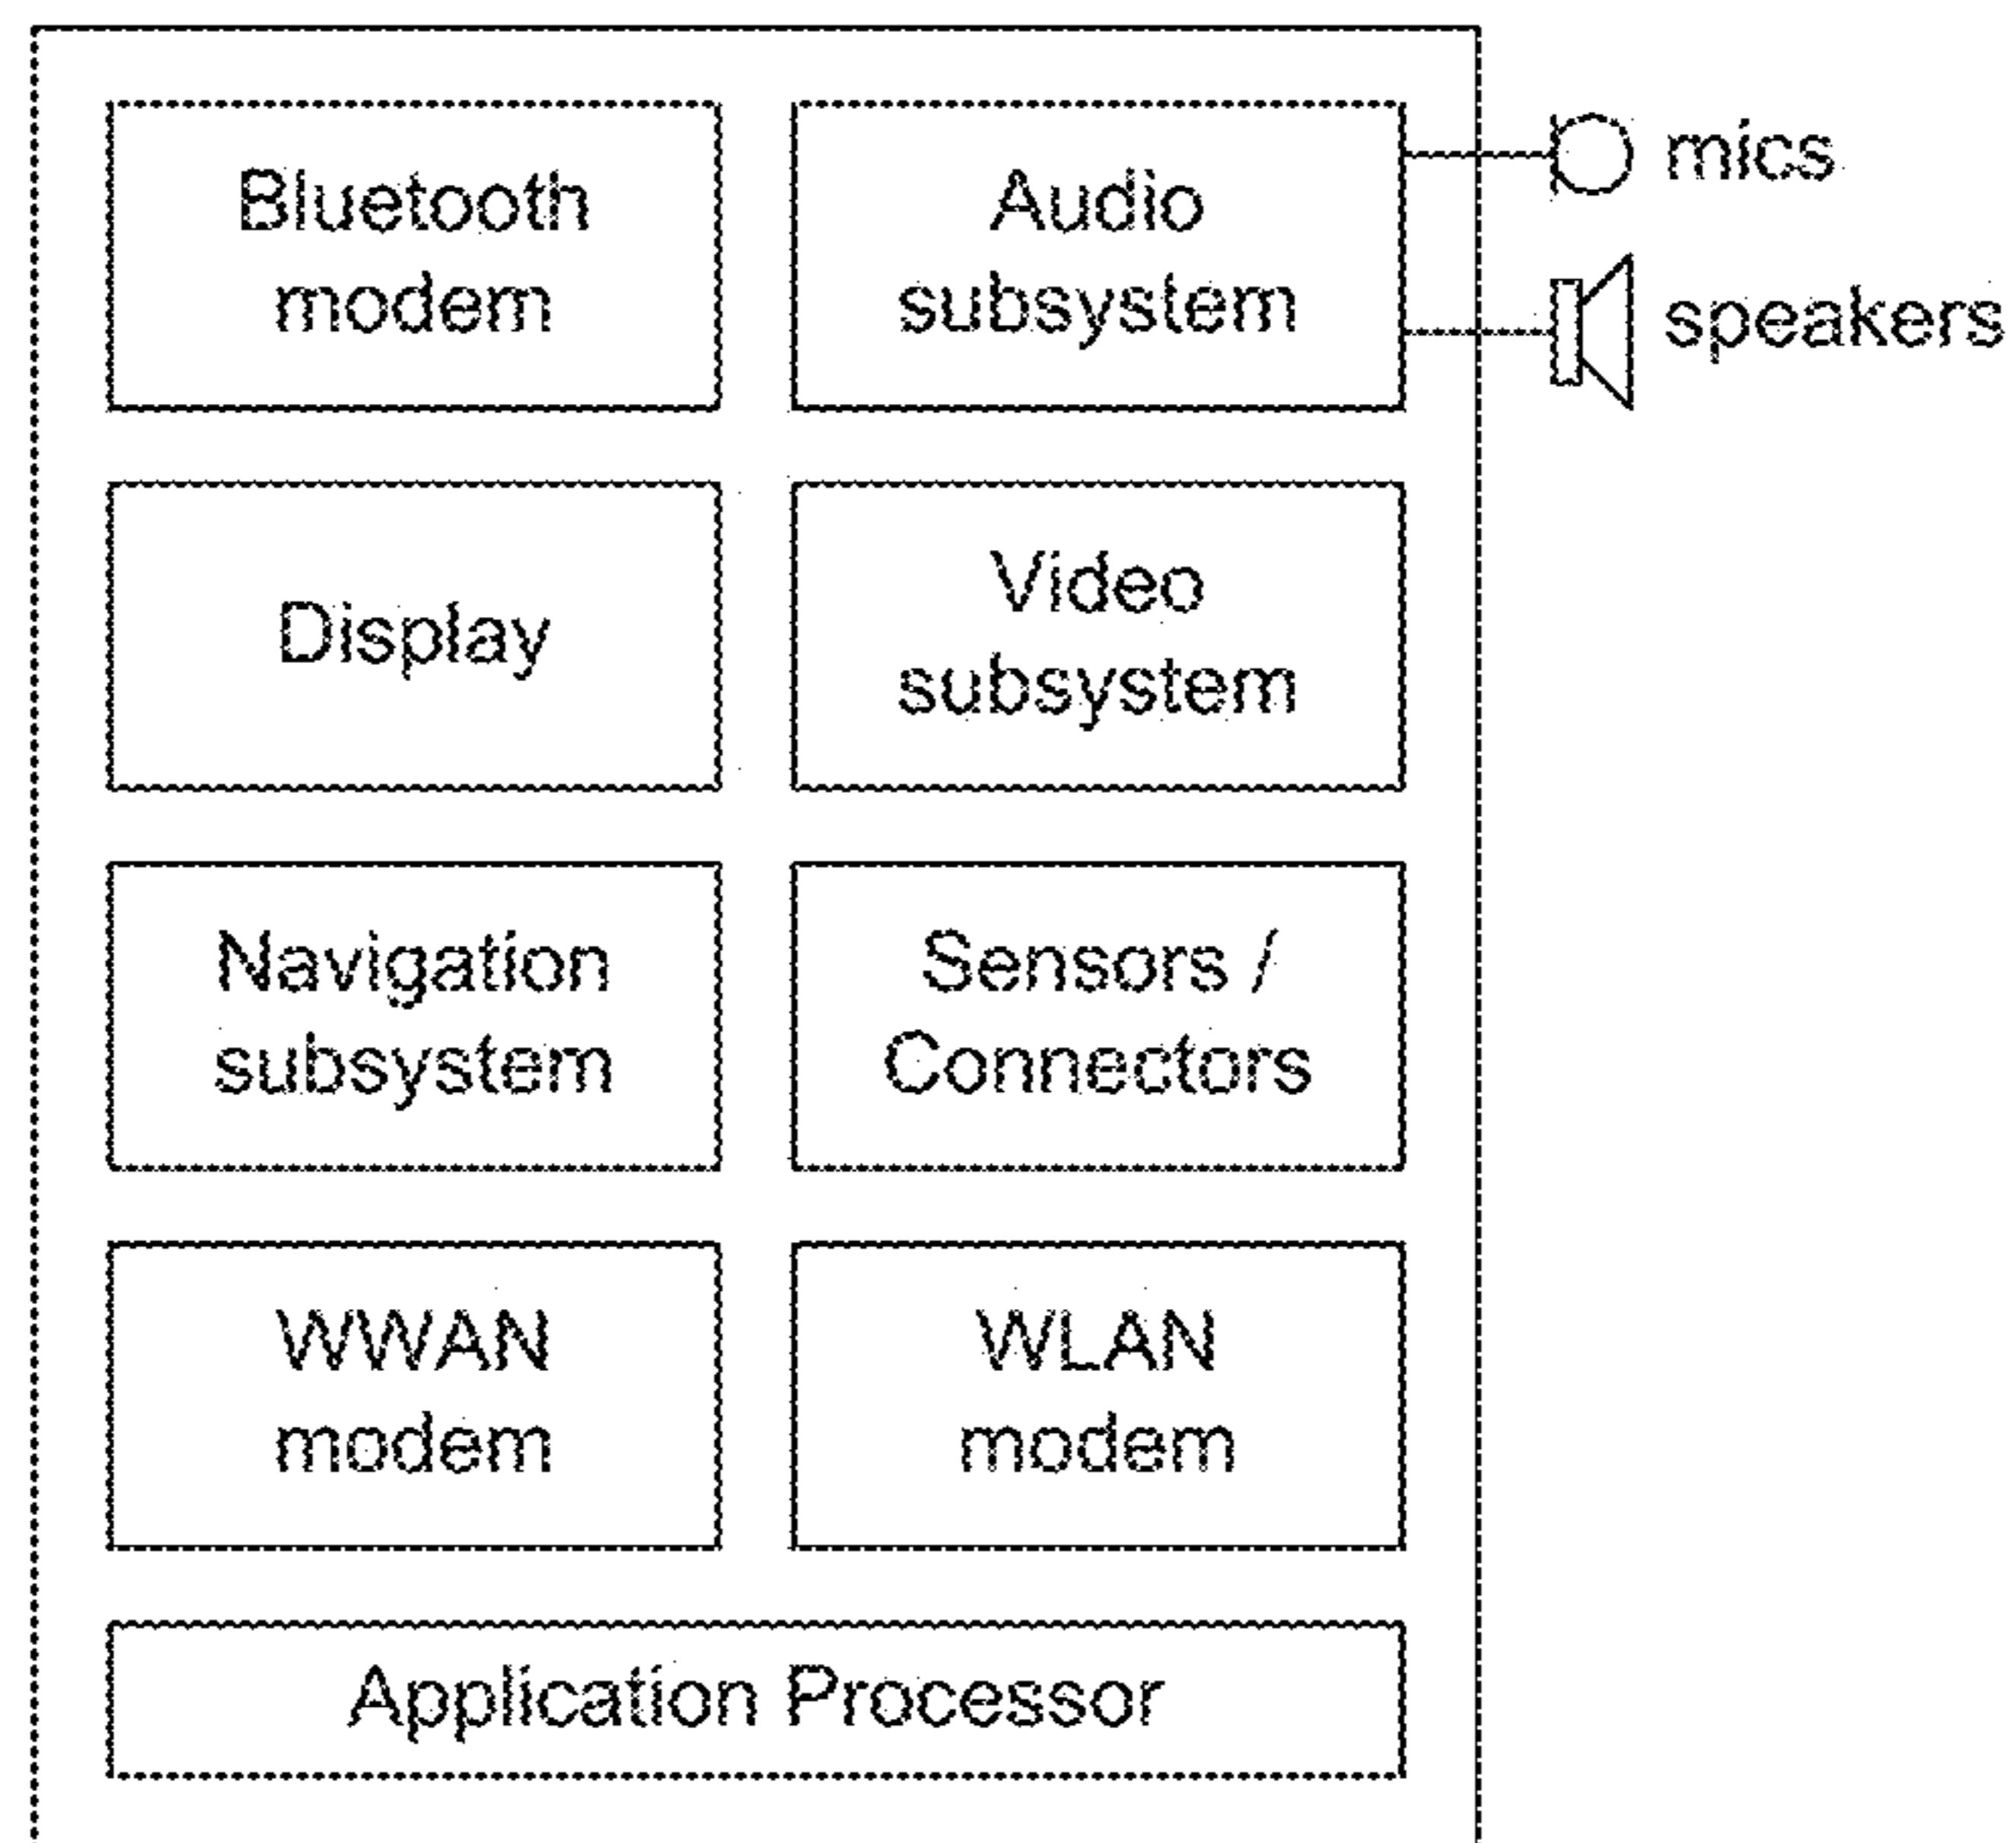 Bluetooth
modem
Audio
subsystem
mics
speakers
Display
Video
subsystem
Navigation
subsystem
Sensors /
Connectors
WWAN
modem
WLAN
modem
Application Processor